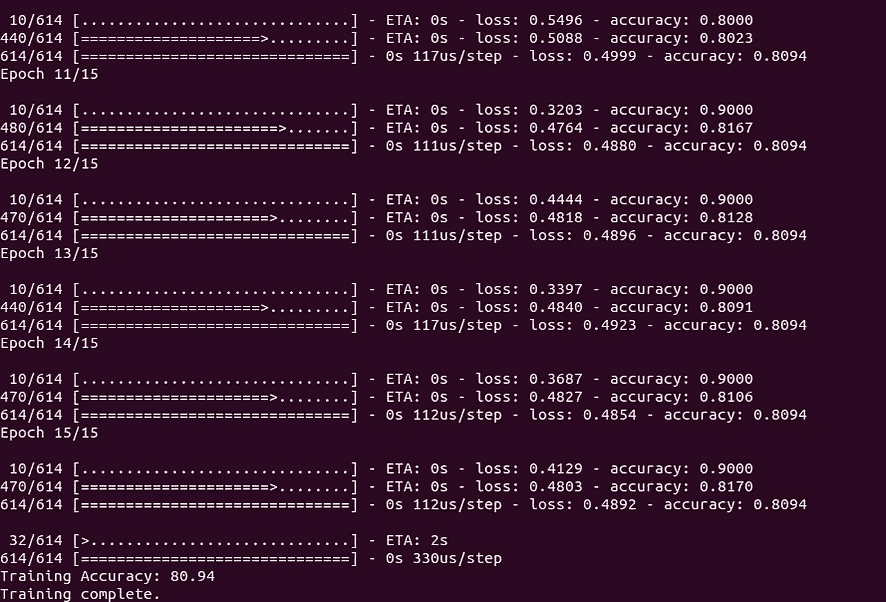 10/614 [..............................] - ETA: 0s - loss: 0.5496 - accuracy: 0.8000
440/614 [====================>.........] - ETA: 0s - loss: 0.5088 - accuracy: 0.8023
614/614 [==============================] - 0s 117us/step - loss: 0.4999 - accuracy: 0.8094
Epoch 11/15
 10/614 [..............................] - ETA: 0s - loss: 0.3203 - accuracy: 0.9000
480/614 [======================>.......] - ETA: 0s - loss: 0.4764 - accuracy: 0.8167
614/614 [==============================] - 0s 111us/step - loss: 0.4880 - accuracy: 0.8094
Epoch 12/15
 10/614 [..............................] - ETA: 0s - loss: 0.4444 - accuracy: 0.9000
470/614 [=====================>........] - ETA: 0s - loss: 0.4818 - accuracy: 0.8128
614/614 [==============================] - 0s 111us/step - loss: 0.4896 - accuracy: 0.8094
Epoch 13/15
 10/614 [..............................] - ETA: 0s - loss: 0.3397 - accuracy: 0.9000
440/614 [====================>.........] - ETA: 0s - loss: 0.4840 - accuracy: 0.8091
614/614 [==============================] - 0s 117us/step - loss: 0.4923 - accuracy: 0.8094
Epoch 14/15
 10/614 [..............................] - ETA: 0s - loss: 0.3687 - accuracy: 0.9000
470/614 [=====================>........] - ETA: 0s - loss: 0.4827 - accuracy: 0.8106
614/614 [==============================] - 0s 112us/step - loss: 0.4854 - accuracy: 0.8094
Epoch 15/15
 10/614 [..............................] - ETA: 0s - loss: 0.4129 - accuracy: 0.9000
470/614 [=====================>........] - ETA: 0s - loss: 0.4803 - accuracy: 0.8170
614/614 [==============================] - 0s 112us/step - loss: 0.4892 - accuracy: 0.8094
 32/614 [>.............................] - ETA: 2s
614/614 [==============================] - 0s 330us/step
Training Accuracy: 80.94
Training complete.